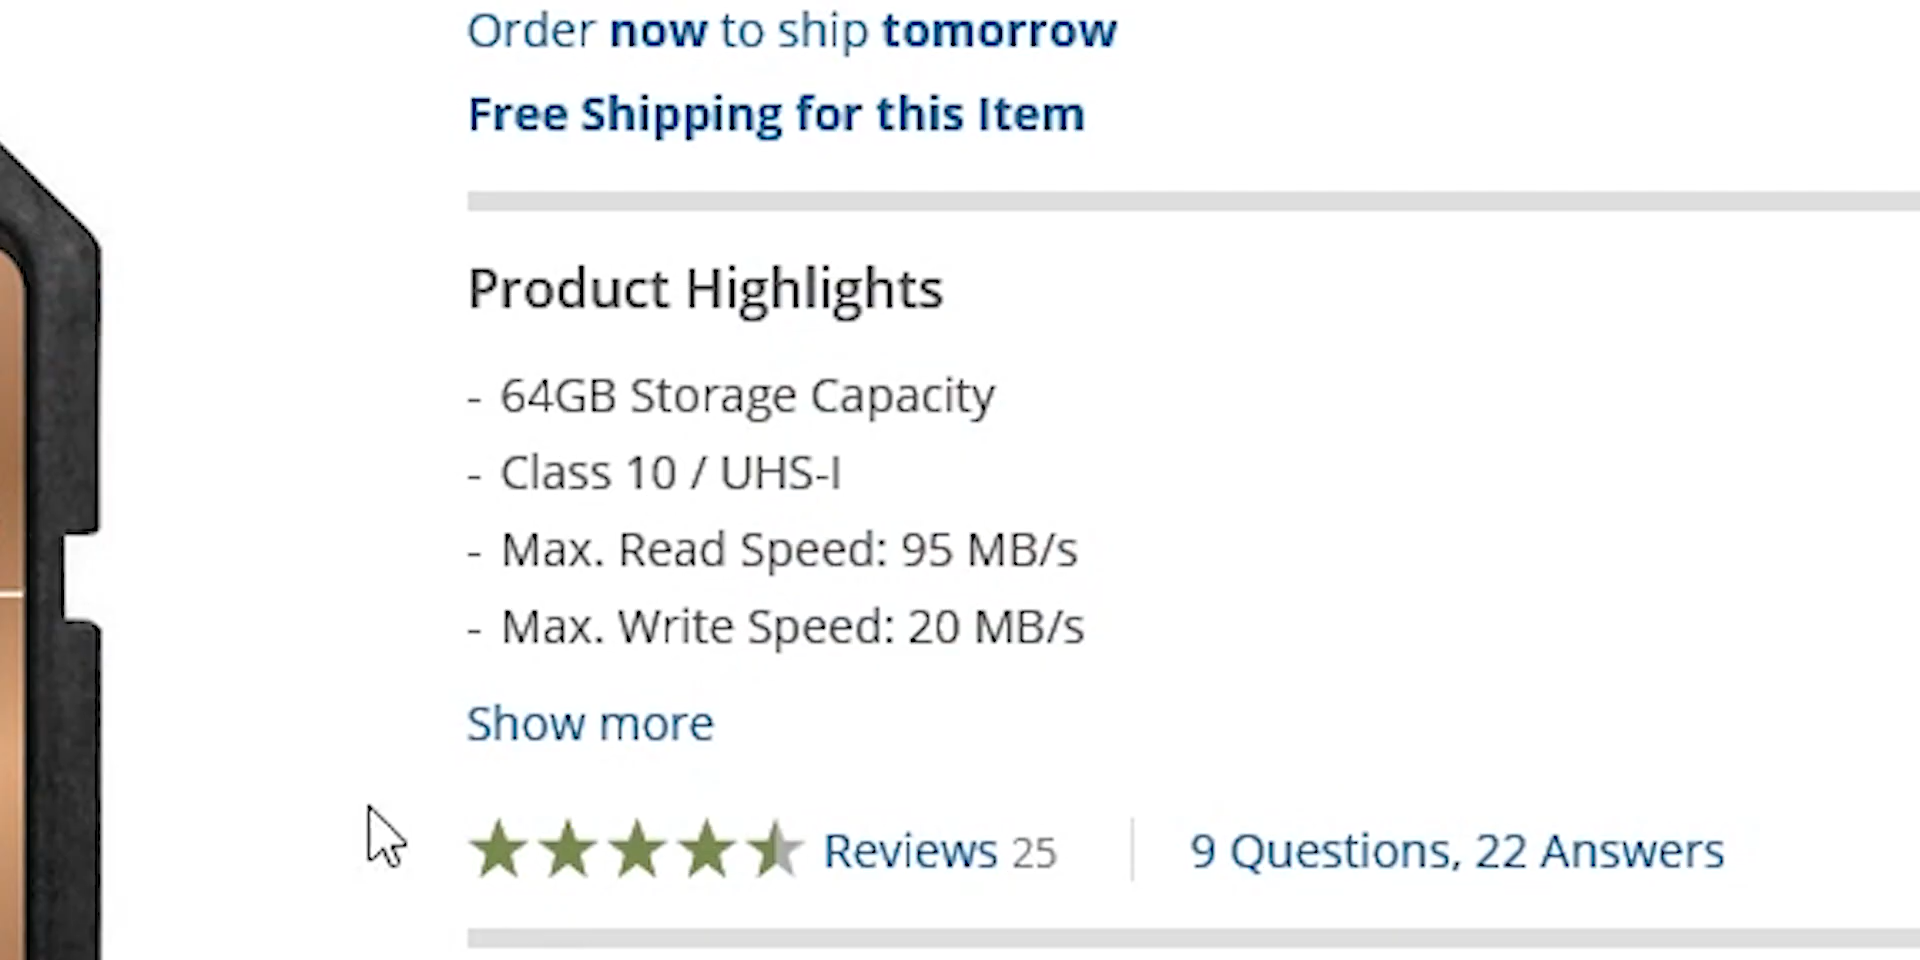 Order now to ship tomorrow
Free Shipping for this Item
Product Highlights
- 64GB Storage Capacity
- Class 10 / UHS-I
- Max. Read Speed: 95 MB/s
- Max. Write Speed: 20 MB/s
Show more
Reviews 25 9 Questions, 22 Answers